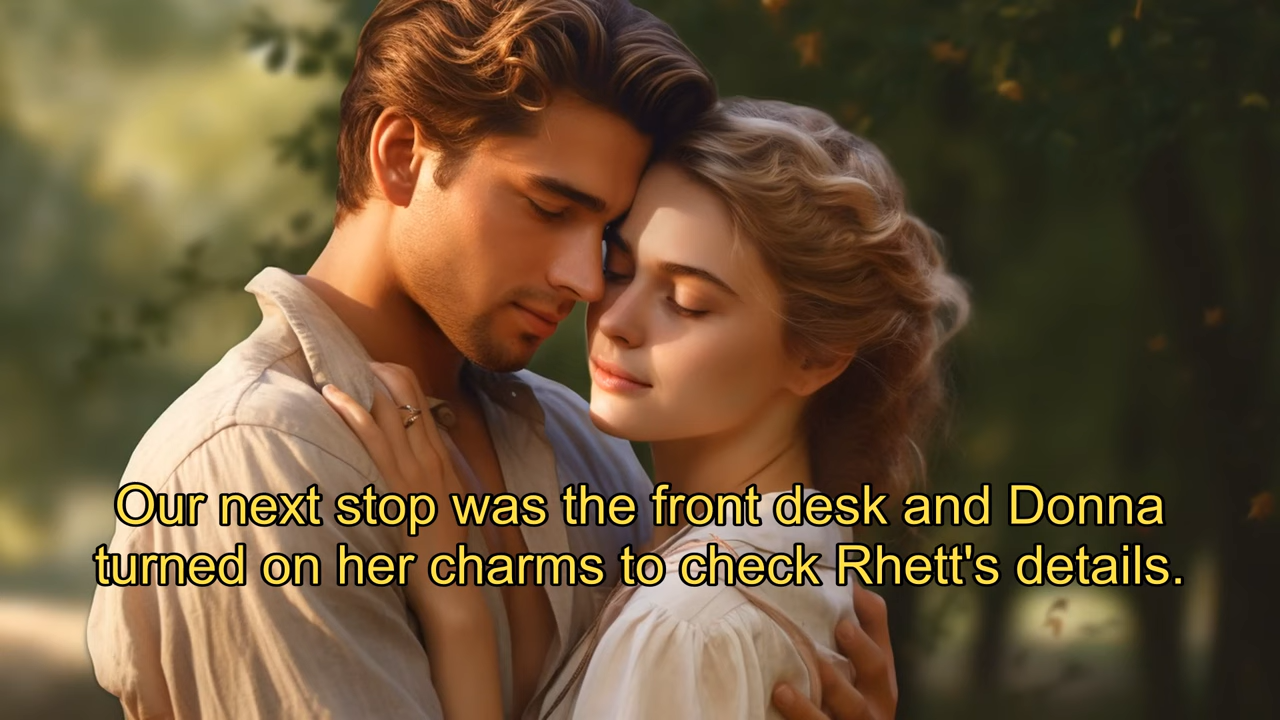 Our next stop was the front desk and Donna
turned on her charms to check Rhett's details.